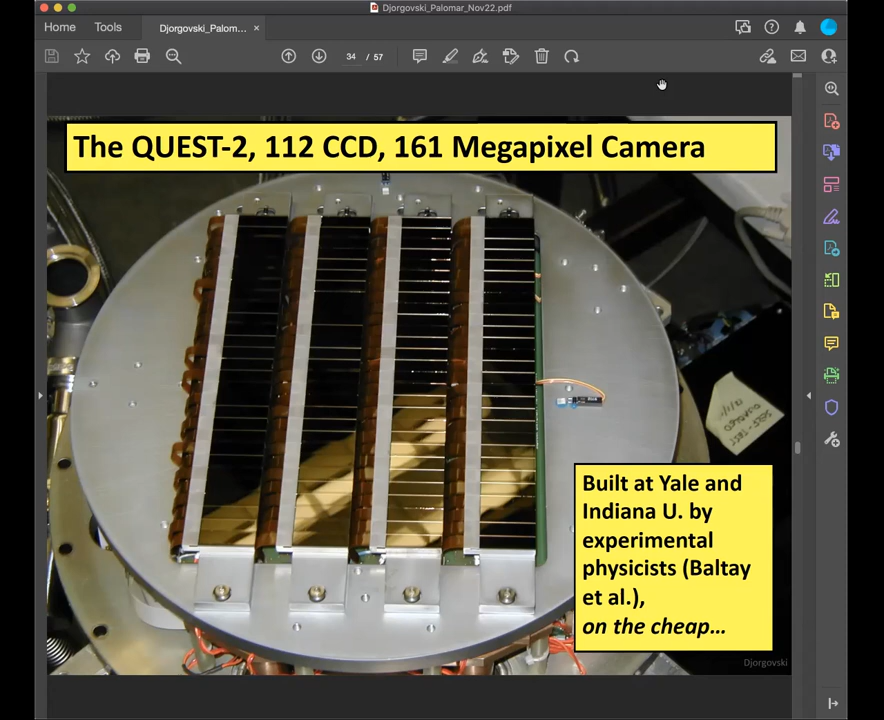 Djorgovski_Palomar_Nov22.pdf
Home
Tools
Djorgovski_Palom...
34 / 57
The QUEST-2, 112 CCD, 161 Megapixel Camera
Built at Yale and
Indiana U. by
experimental
physicists (Baltay
et al.),
on the cheap...
Djorgovski